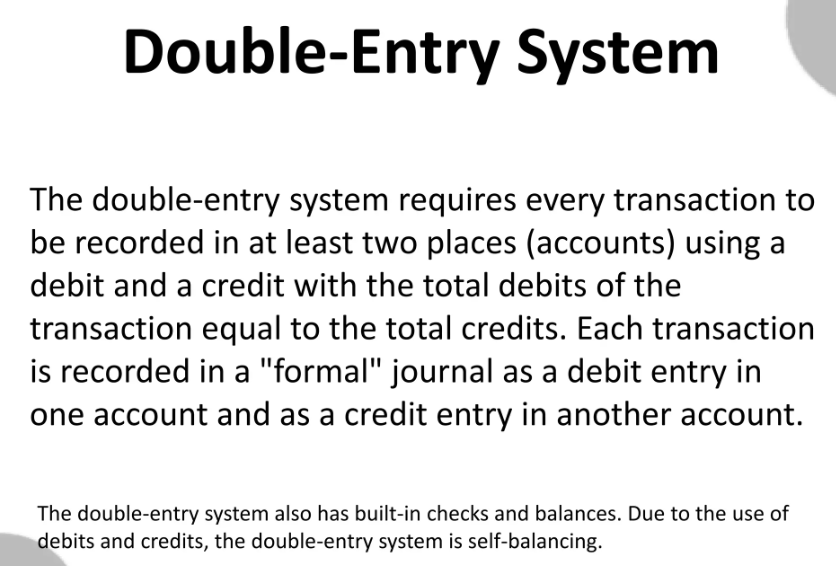 Double-Entry System
The double-entry system requires every transaction to
be recorded in at least two places (accounts) using a
debit and a credit with the total debits of the
transaction equal to the total credits. Each transaction
is recorded in a "formal" journal as a debit entry in
one account and as a credit entry in another account.
The double-entry system also has built-in checks and balances. Due to the use of
debits and credits, the double-entry system is self-balancing.